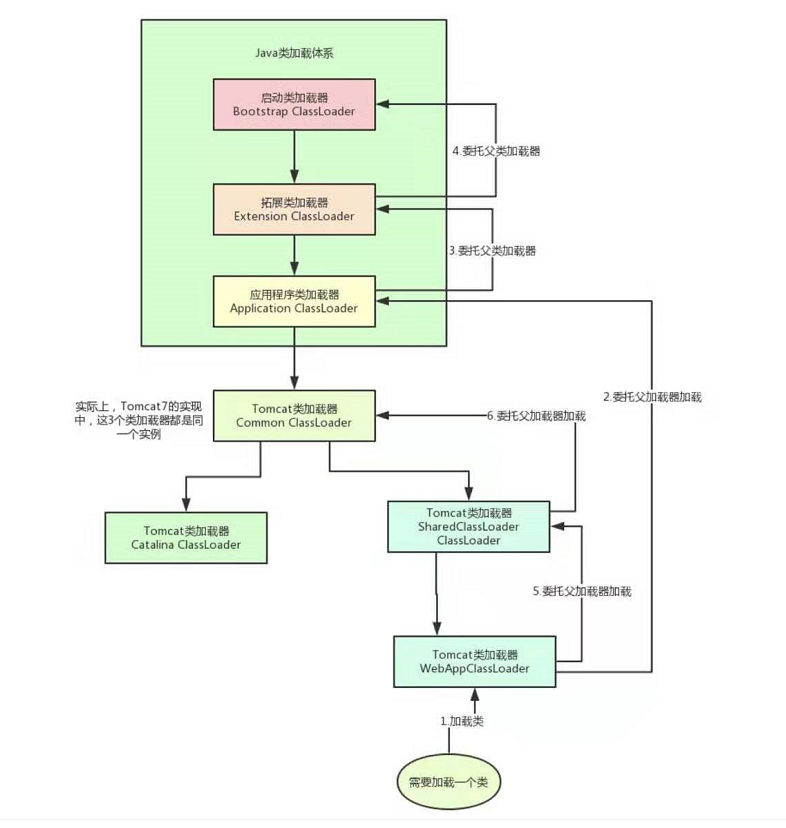 Java类加载体系
启动类加载器
Bootstrap ClassLoader
4.委托父类加载器
拓展类加载器
Extension ClassLoader
3.委托父类加载器
应用程序类加载器
Application ClassLoader
2.委托父加载器加载
实际上，Tomcat7的实现
中，这3个类加载器都是同
一个实例
Tomcat类加载器
Common ClassLoader
6.委托父加载器加载
Tomcat类加载器
Catalina ClassLoader
Tomcat类加载器
SharedClassLoader
ClassLoader
5.委托父加载器加载
Tomcat类加载器
WebAppClassLoader
1.加载类
需要加载一个类